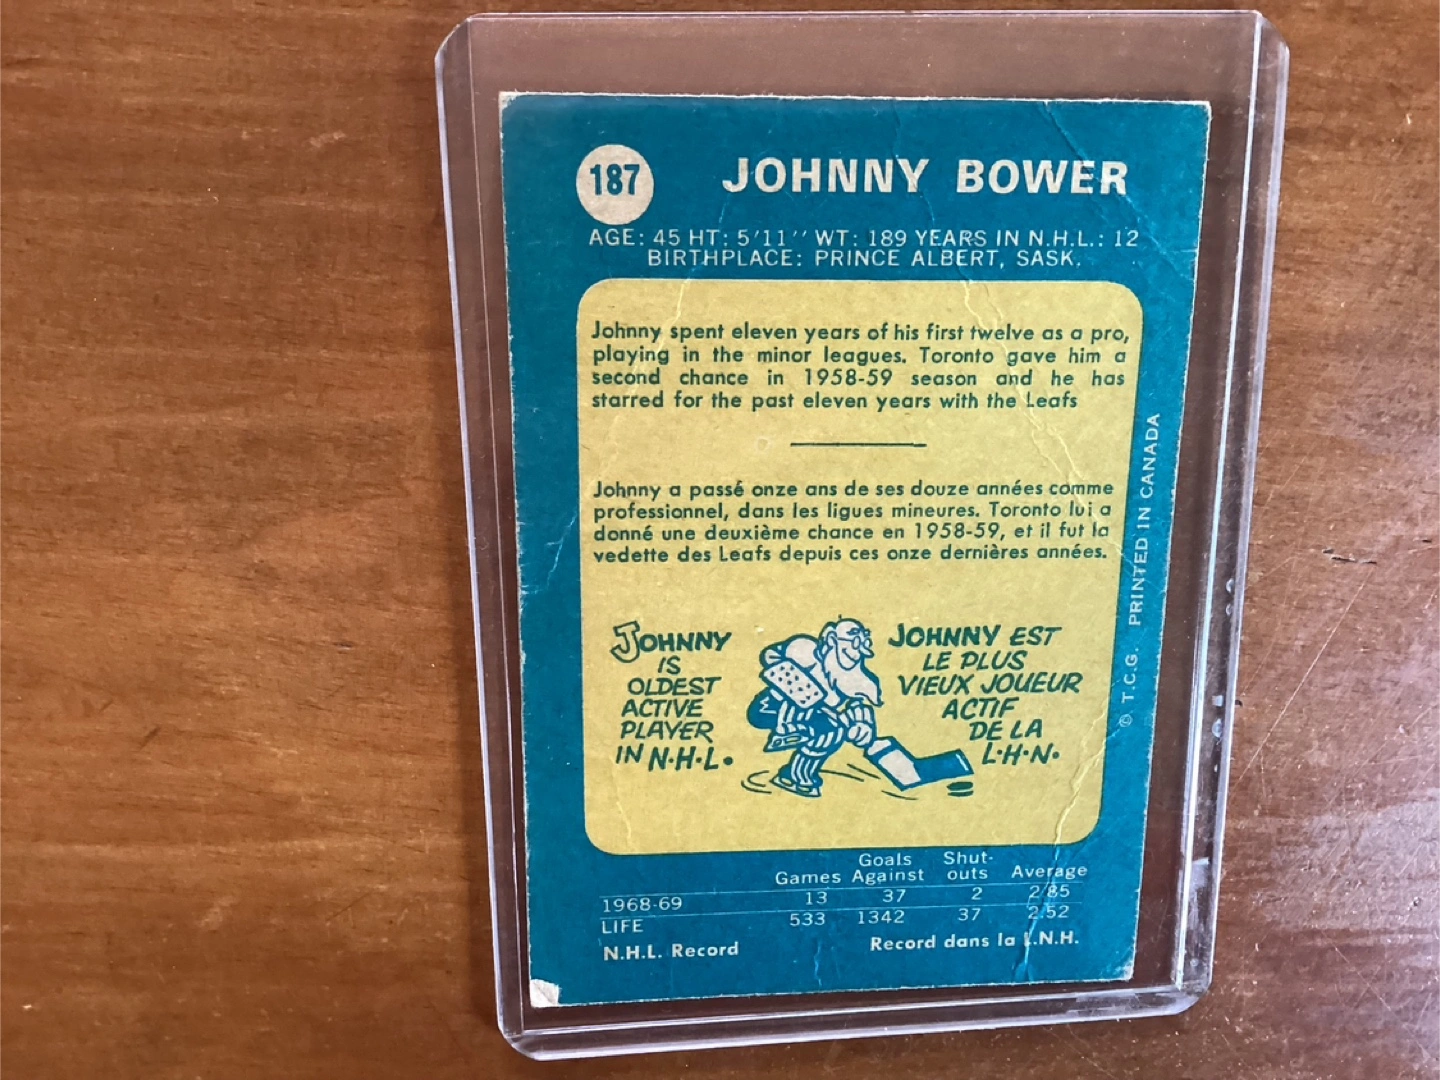 187
JOHNNY BOWER
AGE: 45 HT: 5'11'' WT: 189 YEARS IN N.H.L.: 12
BIRTHPLACE: PRINCE ALBERT, SASK.
Johnny spent eleven years of his first twelve as a pro,
playing in the minor leagues. Toronto gave him a
second chance in 1958-59 season and he has
starred for the past eleven years with the Leafs
Johnny a passé onze ans de ses douze années comme
professionnel, dans les ligues mineures. Toronto lui a
donné une deuxième chance en 1958-59, et il fut la
vedette des Leafs depuis ces onze dernières années.
JOHNNY
IS
OLDEST
ACTIVE
PLAYER
IN N.H.L.
JOHNNY EST
LE PLUS
VIEUX JOUEUR
ACTIF
DE LA
L.H.N.
© T.C.G. PRINTED IN CANADA
Goals Shut-
Games Against outs Average
1968-69 13 37 2 2.85
LIFE 533 1342 37 2.52
N.H.L. Record Record dans la L.N.H.